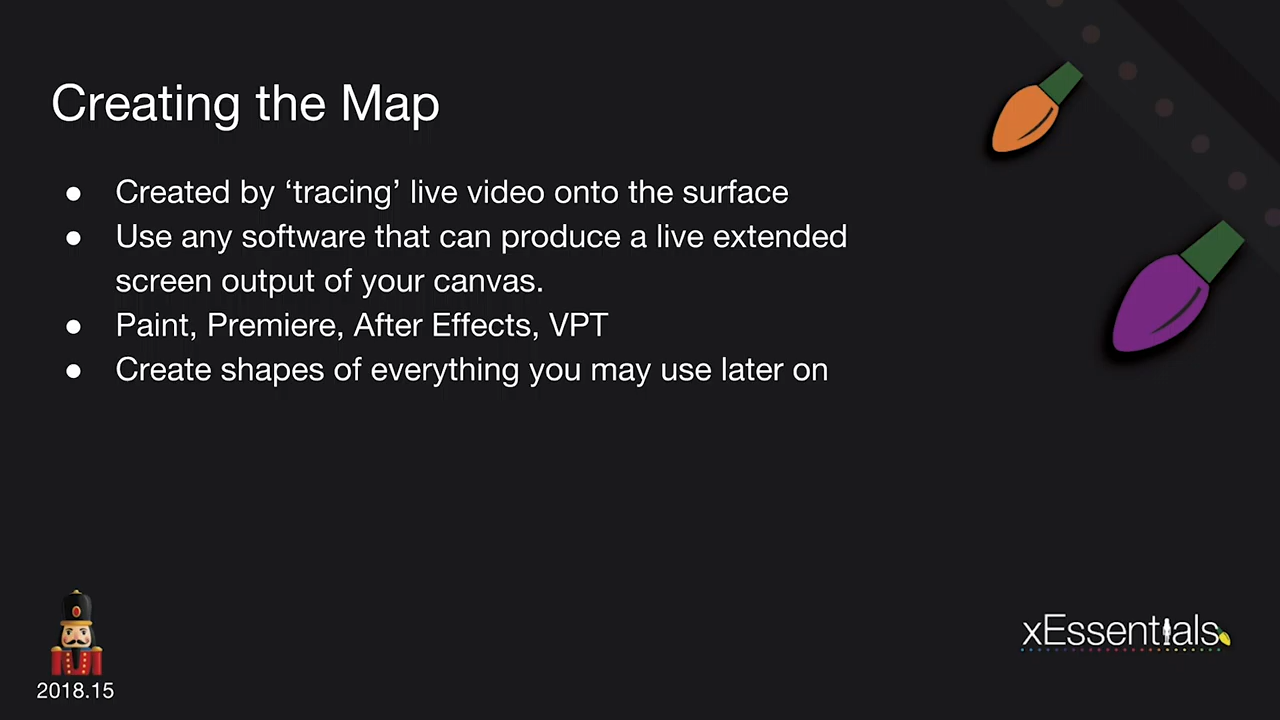 Creating the Map
● Created by ‘tracing’ live video onto the surface
● Use any software that can produce a live extended
screen output of your canvas.
● Paint, Premiere, After Effects, VPT
● Create shapes of everything you may use later on
xEssentials
2018.15